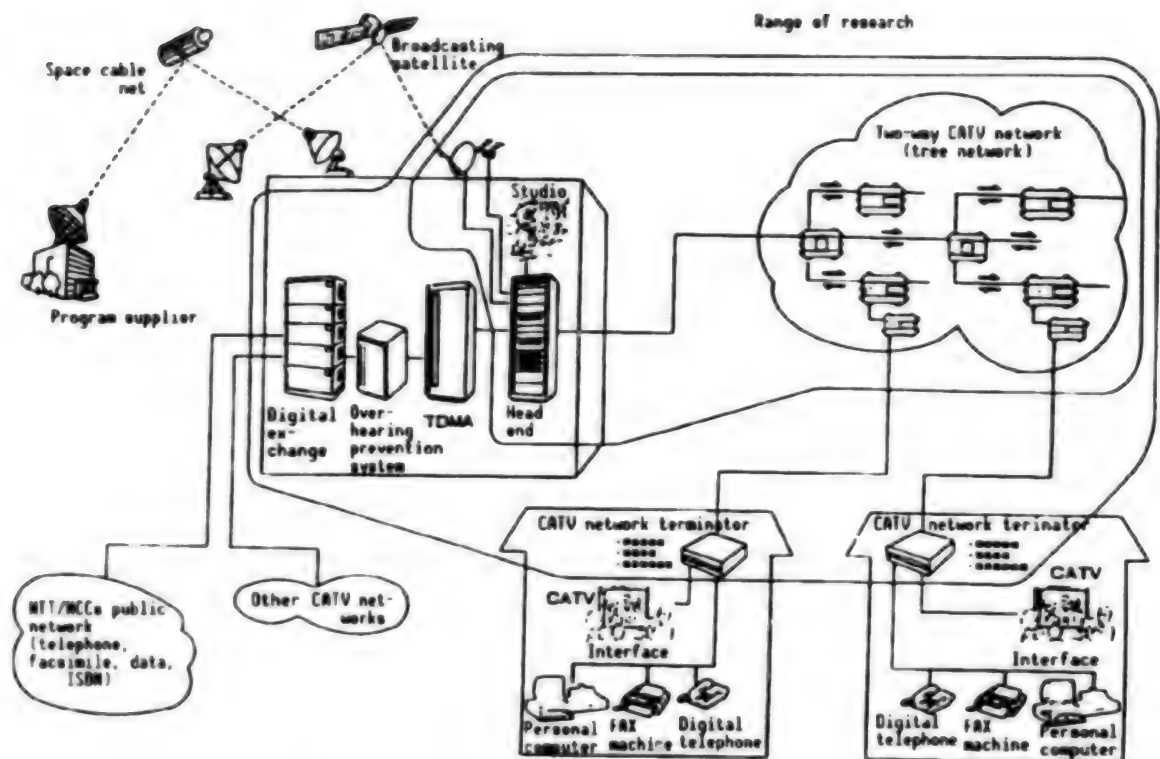 Range of research
Space cable
net
Broadcasting
satellite
Two-way CATV network
(tree network)
Studio
Program supplier
Digital
ex-
change
Over-
hearing
prevention
system
TDMA
Head
end
CATV network terminator
CATV network terinator
NTT/NCCs public
network
(telephone,
facsimile, data,
ISDN)
Other CATV net-
works
CATV
Interface
Personal
computer
FAX
machine
Digital
telephone
CATV
Interface
Digital
telephone
FAX
machine
Personal
computer